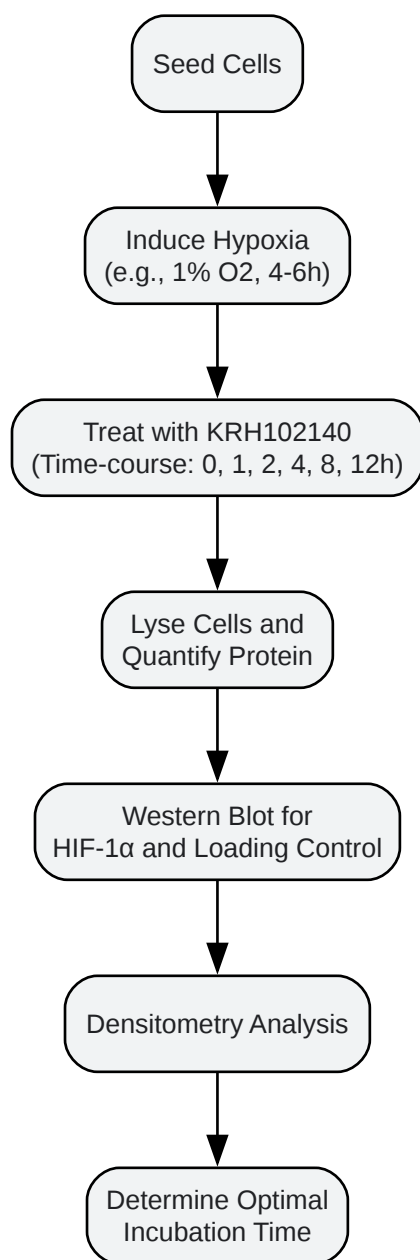 Seed Cells
Induce Hypoxia
(e.g., 1% O2, 4-6h)
Treat with KRH102140
(Time-course: 0, 1, 2, 4, 8, 12h)
Lyse Cells and
Quantify Protein
Western Blot for
HIF-1α and Loading Control
Densitometry Analysis
Determine Optimal
Incubation Time